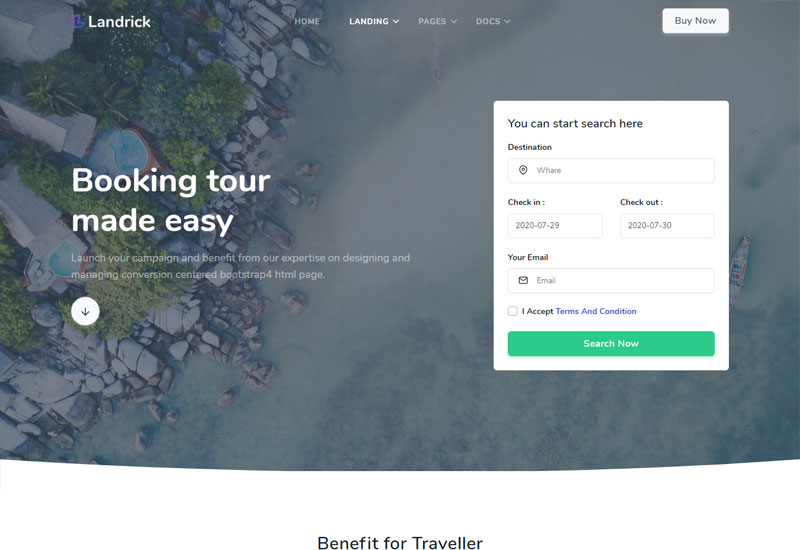 Landrick
HOME
LANDING
PAGES
DOCS
Buy Now
Booking tour
made easy
Launch your campaign and benefit from our expertise on designing and
managing conversion centered bootstrap4 html page.
You can start search here
Destination
Whare
Check in :
Check out :
2020-07-29
2020-07-30
Your Email
Email
I Accept Terms And Condition
Search Now
Benefit for Traveller